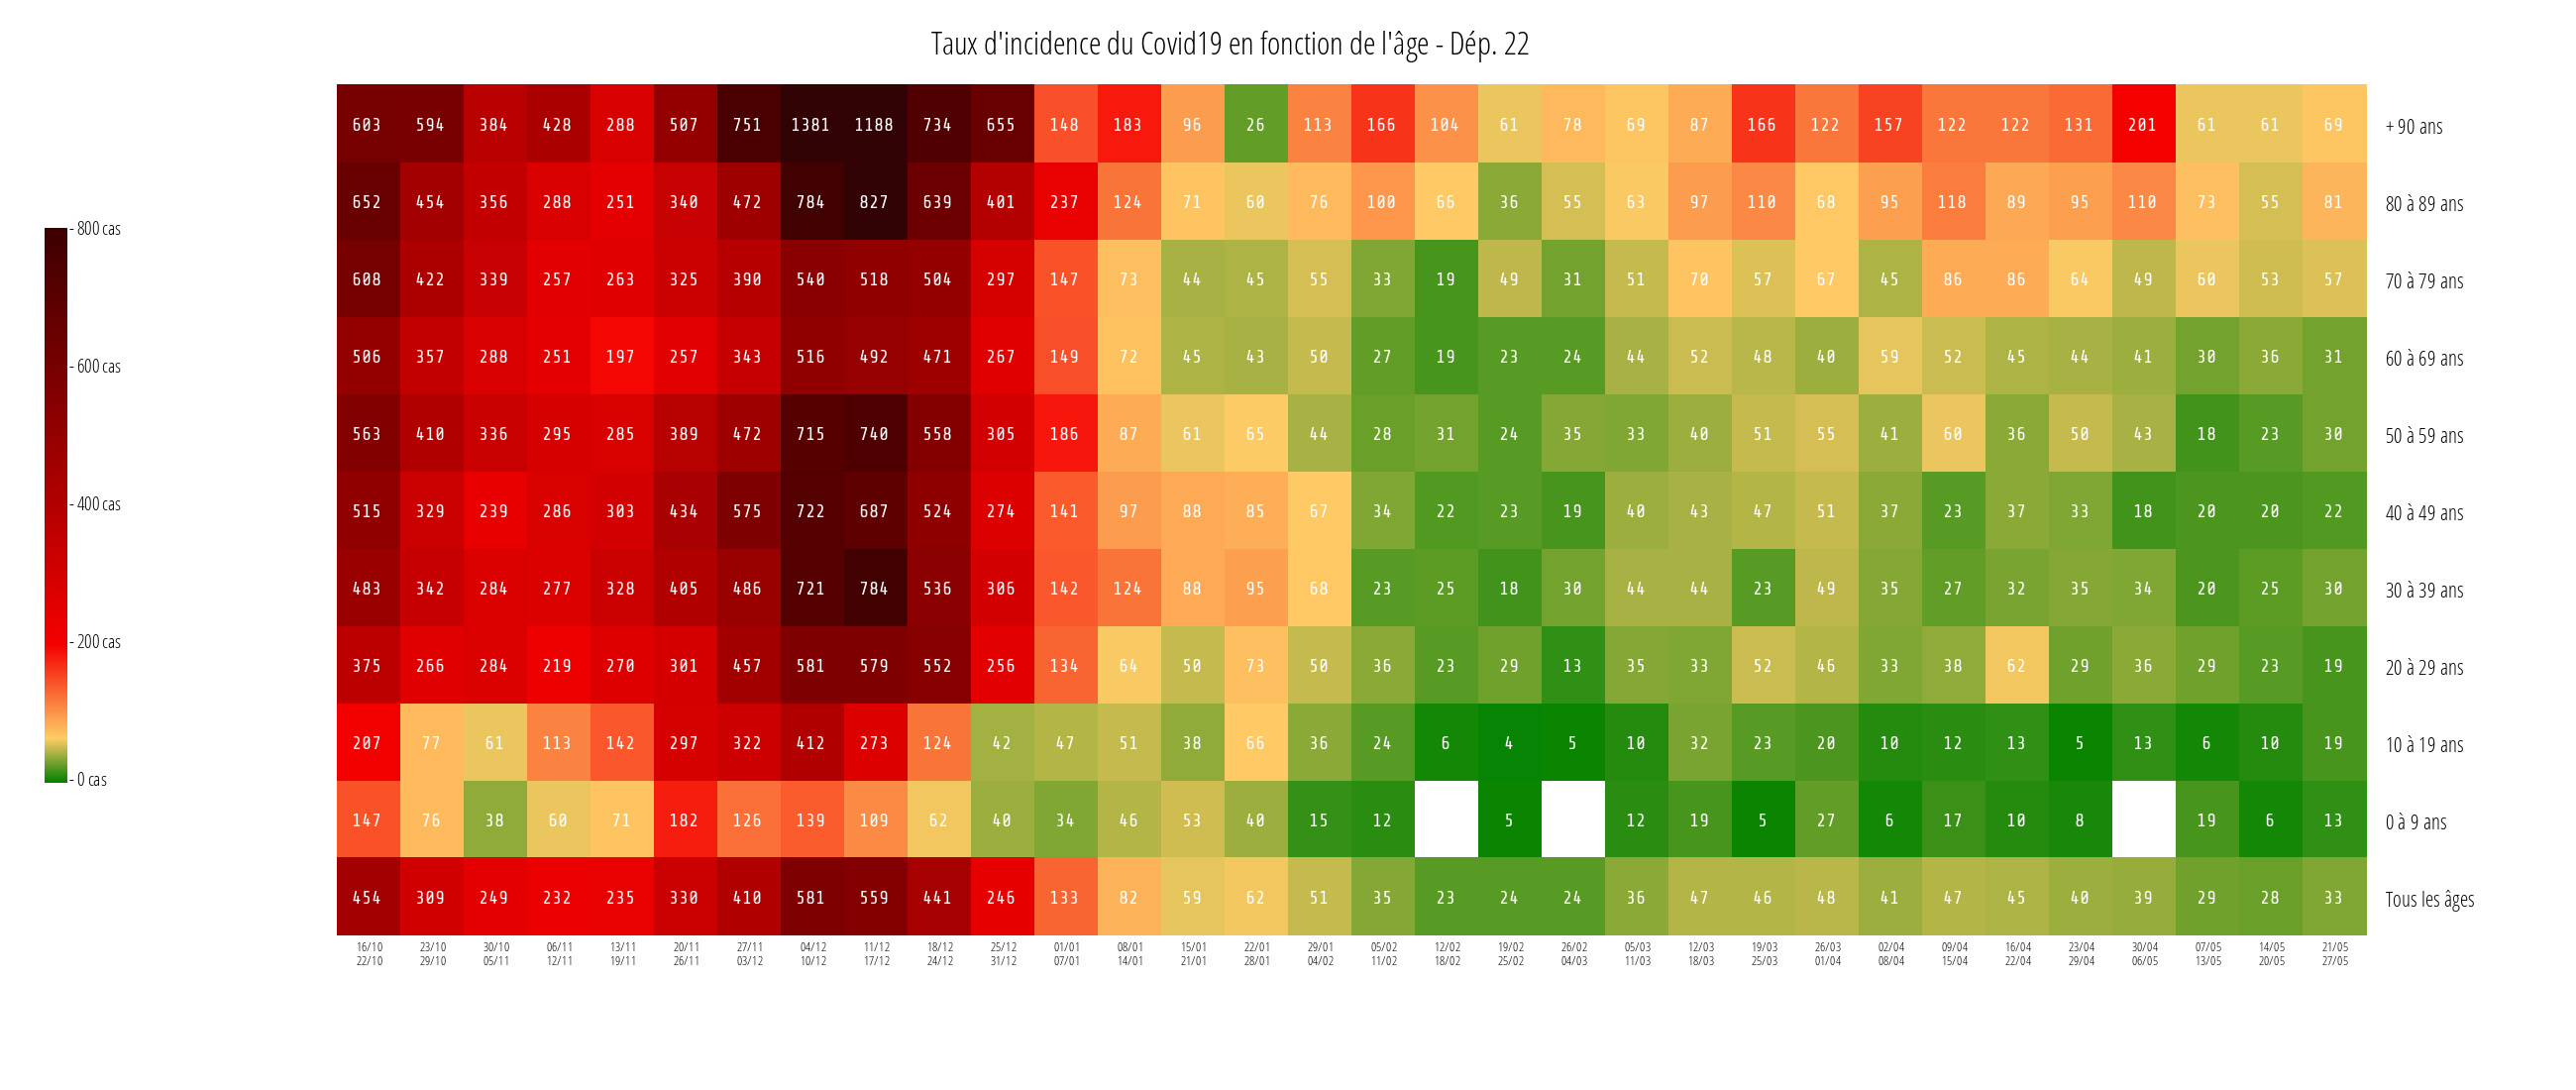 Taux d'incidence du Covid19 en fonction de l'âge - Dép. 22
- 800 cas
- 600 cas
- 400 cas
- 200 cas
- 0 cas
603 594 384 428 288 507 751 1381 1188 734 655 148 183 96 26 113 166 104 61 78 69 87 166 122 157 122 122 131 201 61 61 69 + 90 ans
652 454 356 288 251 340 472 784 827 639 401 237 124 71 60 76 100 66 36 55 63 97 110 68 95 118 89 95 110 73 55 81 80 à 89 ans
608 422 339 257 263 325 390 540 518 504 297 147 73 44 45 55 33 19 49 31 51 70 57 67 45 86 86 64 49 60 53 57 70 à 79 ans
506 357 288 251 197 257 343 516 492 471 267 149 72 45 43 50 27 19 23 24 44 52 48 40 59 52 45 44 41 30 36 31 60 à 69 ans
563 410 336 295 285 389 472 715 740 558 305 186 87 61 65 44 28 31 24 35 33 40 51 55 41 60 36 50 43 18 23 30 50 à 59 ans
515 329 239 286 303 434 575 722 687 524 274 141 97 88 85 67 34 22 23 19 40 43 47 51 37 23 37 33 18 20 20 22 40 à 49 ans
483 342 284 277 328 405 486 721 784 536 306 142 124 88 95 68 23 25 18 30 44 44 23 49 35 27 32 35 34 20 25 30 30 à 39 ans
375 266 284 219 270 301 457 581 579 552 256 134 64 50 73 50 36 23 29 13 35 33 52 46 33 38 62 29 36 29 23 19 20 à 29 ans
207 77 61 113 142 297 322 412 273 124 42 47 51 38 66 36 24 6 4 5 10 32 23 20 10 12 13 5 13 6 10 19 10 à 19 ans
147 76 38 60 71 182 126 139 109 62 40 34 46 53 40 15 12 5 12 19 5 27 6 17 10 8 19 6 13 0 à 9 ans
454 309 249 232 235 330 410 581 559 441 246 133 82 59 62 51 35 23 24 24 36 47 46 48 41 47 45 40 39 29 28 33 Tous les âges
16/10 23/10 30/10 06/11 13/11 20/11 27/11 04/12 11/12 18/12 25/12 01/01 08/01 15/01 22/01 29/01 05/02 12/02 19/02 26/02 05/03 12/03 19/03 26/03 02/04 09/04 16/04 23/04 30/04 07/05 14/05 21/05
22/10 29/10 05/11 12/11 19/11 26/11 03/12 10/12 17/12 24/12 31/12 07/01 14/01 21/01 28/01 04/02 11/02 18/02 25/02 04/03 11/03 18/03 25/03 01/04 08/04 15/04 22/04 29/04 06/05 13/05 20/05 27/05